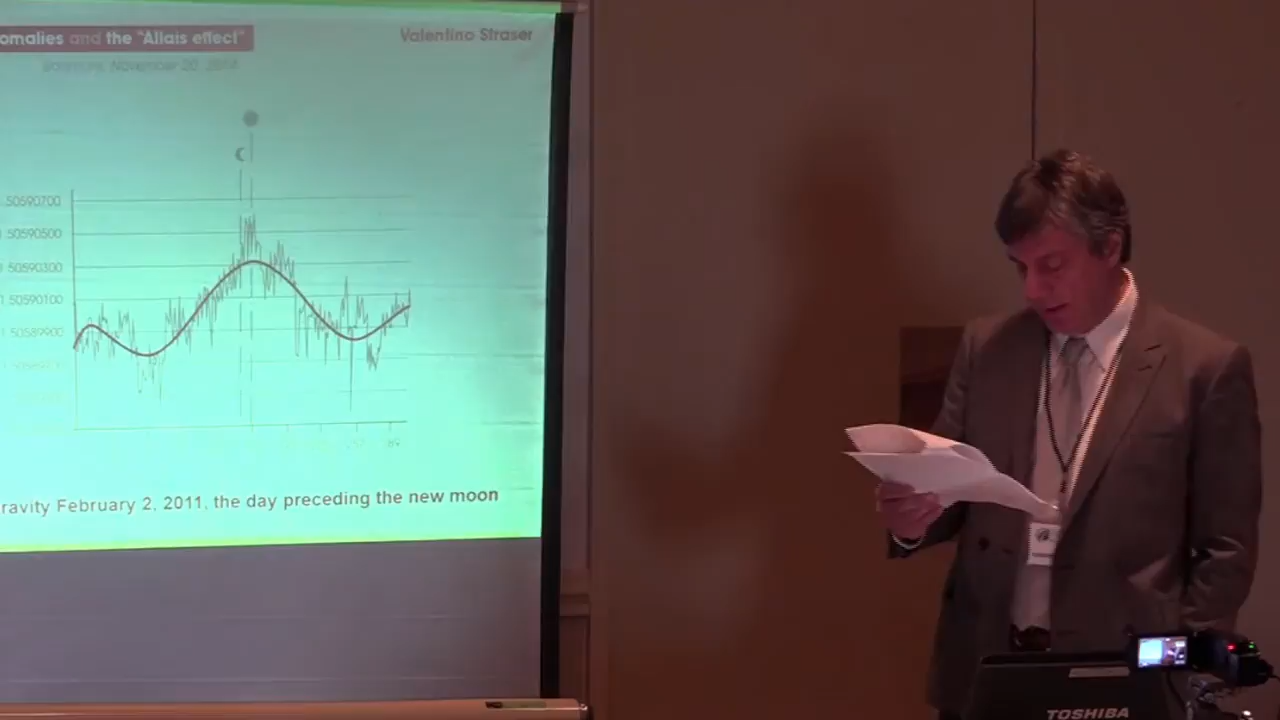 omalies and the "Allais effect"
Valentino Straser
50590700
50590500
50590300
50590100
50589900
ravity February 2, 2011, the day preceding the new moon
TOSHIBA